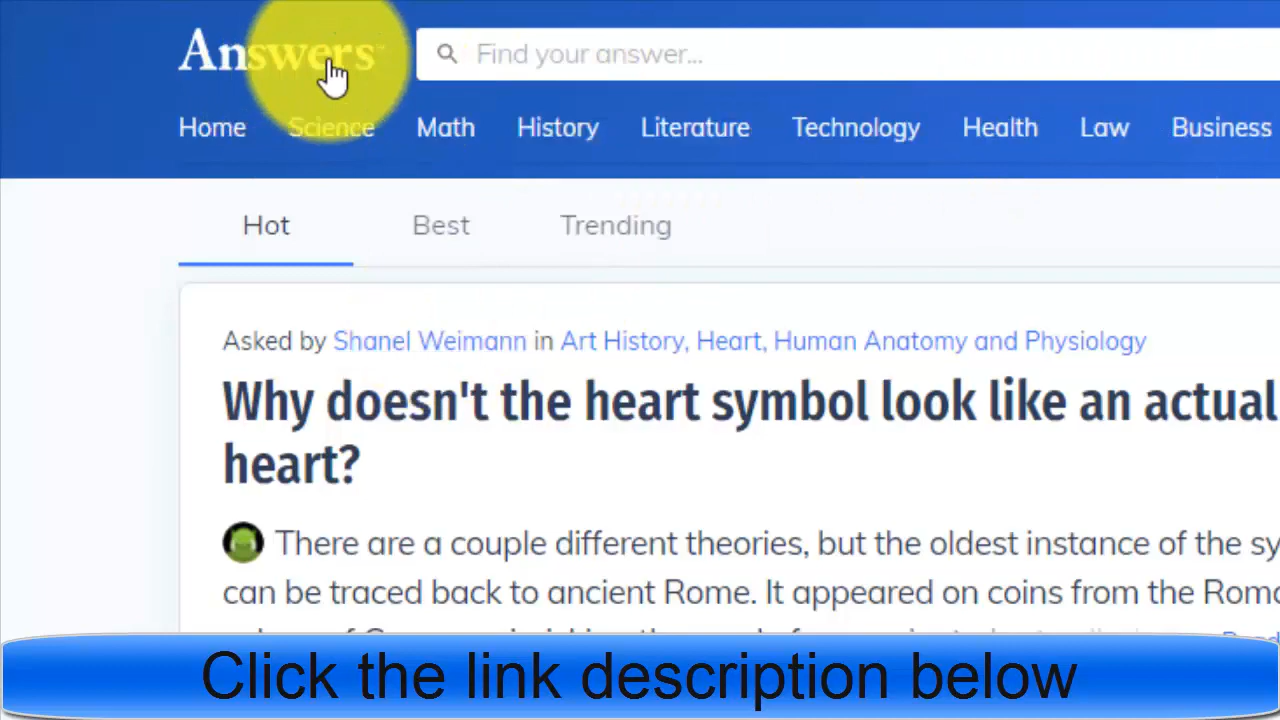 Answers
Find your answer...
Home Science Math History Literature Technology Health Law Business
Hot Best Trending
Asked by Shanel Weimann in Art History, Heart, Human Anatomy and Physiology
Why doesn't the heart symbol look like an actual
heart?
There are a couple different theories, but the oldest instance of the sy
can be traced back to ancient Rome. It appeared on coins from the Roma
Click the link description below